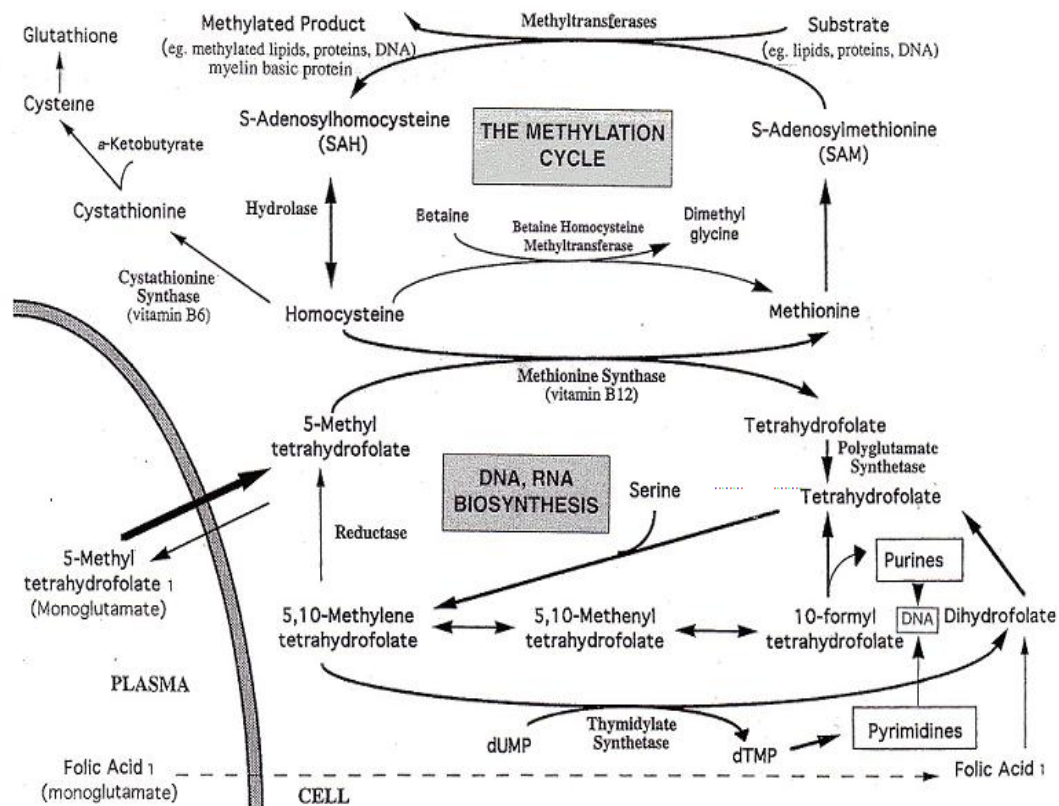 Methylated Product
(eg. methylated lipids, proteins, DNA)
myelin basic protein
Methyltransferases
Substrate
(eg. lipids, proteins, DNA)
Glutathione
Cysteine
a-Ketobutyrate
Cystathionine
S-Adenosylhomocysteine
(SAH)
THE METHYLATION
CYCLE
S-Adenosylmethionine
(SAM)
Hydrolase
Betaine
Betaine Homocysteine
Methyltransferase
Dimethyl
glycine
Cystathionine
Synthase
(vitamin B6)
Homocysteine
Methionine
Methionine Synthase
(vitamin B12)
5-Methyl
tetrahydrofolate
Tetrahydrofolate
Polyglutamate
Synthetase
DNA, RNA
BIOSYNTHESIS
Serine
Tetrahydrofolate
Reductase
5-Methyl
tetrahydrofolate 1
(Monoglutamate)
Purines
5,10-Methylene
tetrahydrofolate
5,10-Methenyl
tetrahydrofolate
10-formyl
tetrahydrofolate
DNA
Dihydrofolate
PLASMA
dUMP
Thymidylate
Synthetase
dTMP
Pyrimidines
Folic Acid 1
(monoglutamate)
CELL
Folic Acid 1